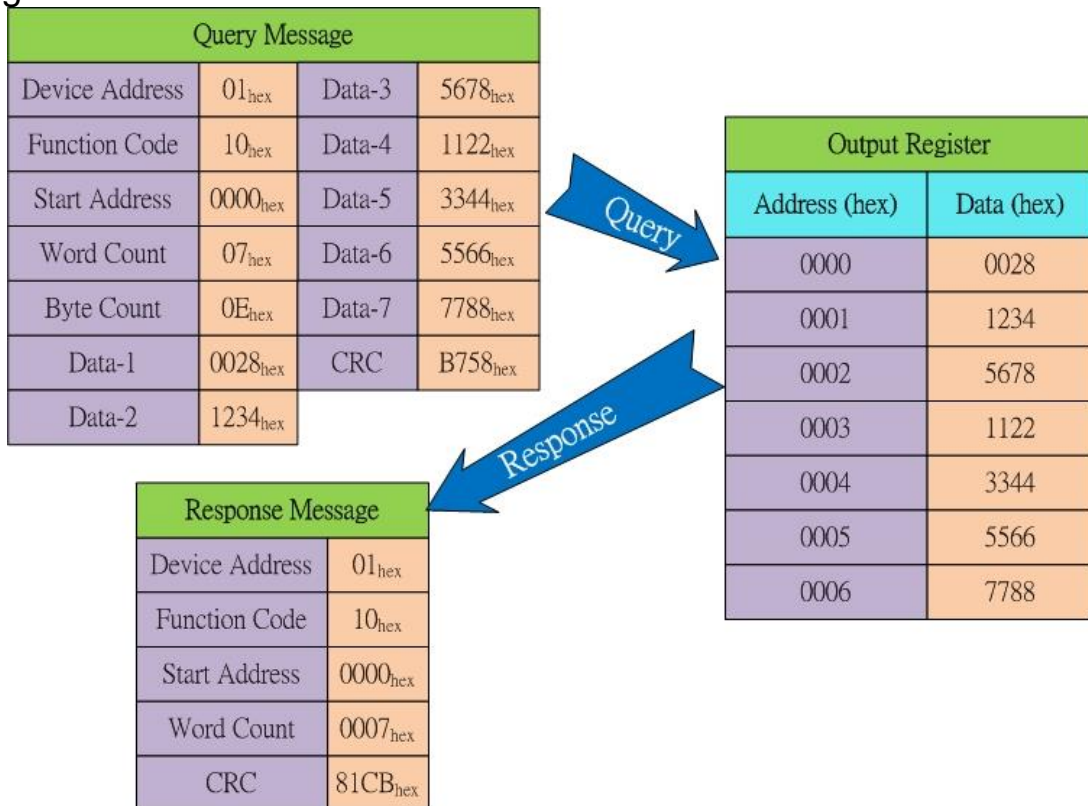 Query Message
Device Address 01hex Data-3 5678hex
Function Code 10hex Data-4 1122hex
Start Address 0000hex Data-5 3344hex
Word Count 07hex Data-6 5566hex
Byte Count 0Ehex Data-7 7788hex
Data-1 0028hex CRC B758hex
Data-2 1234hex
Query
Output Register
Address (hex) Data (hex)
0000 0028
0001 1234
0002 5678
0003 1122
0004 3344
0005 5566
0006 7788
Response
Response Message
Device Address 01hex
Function Code 10hex
Start Address 0000hex
Word Count 0007hex
CRC 81CBhex